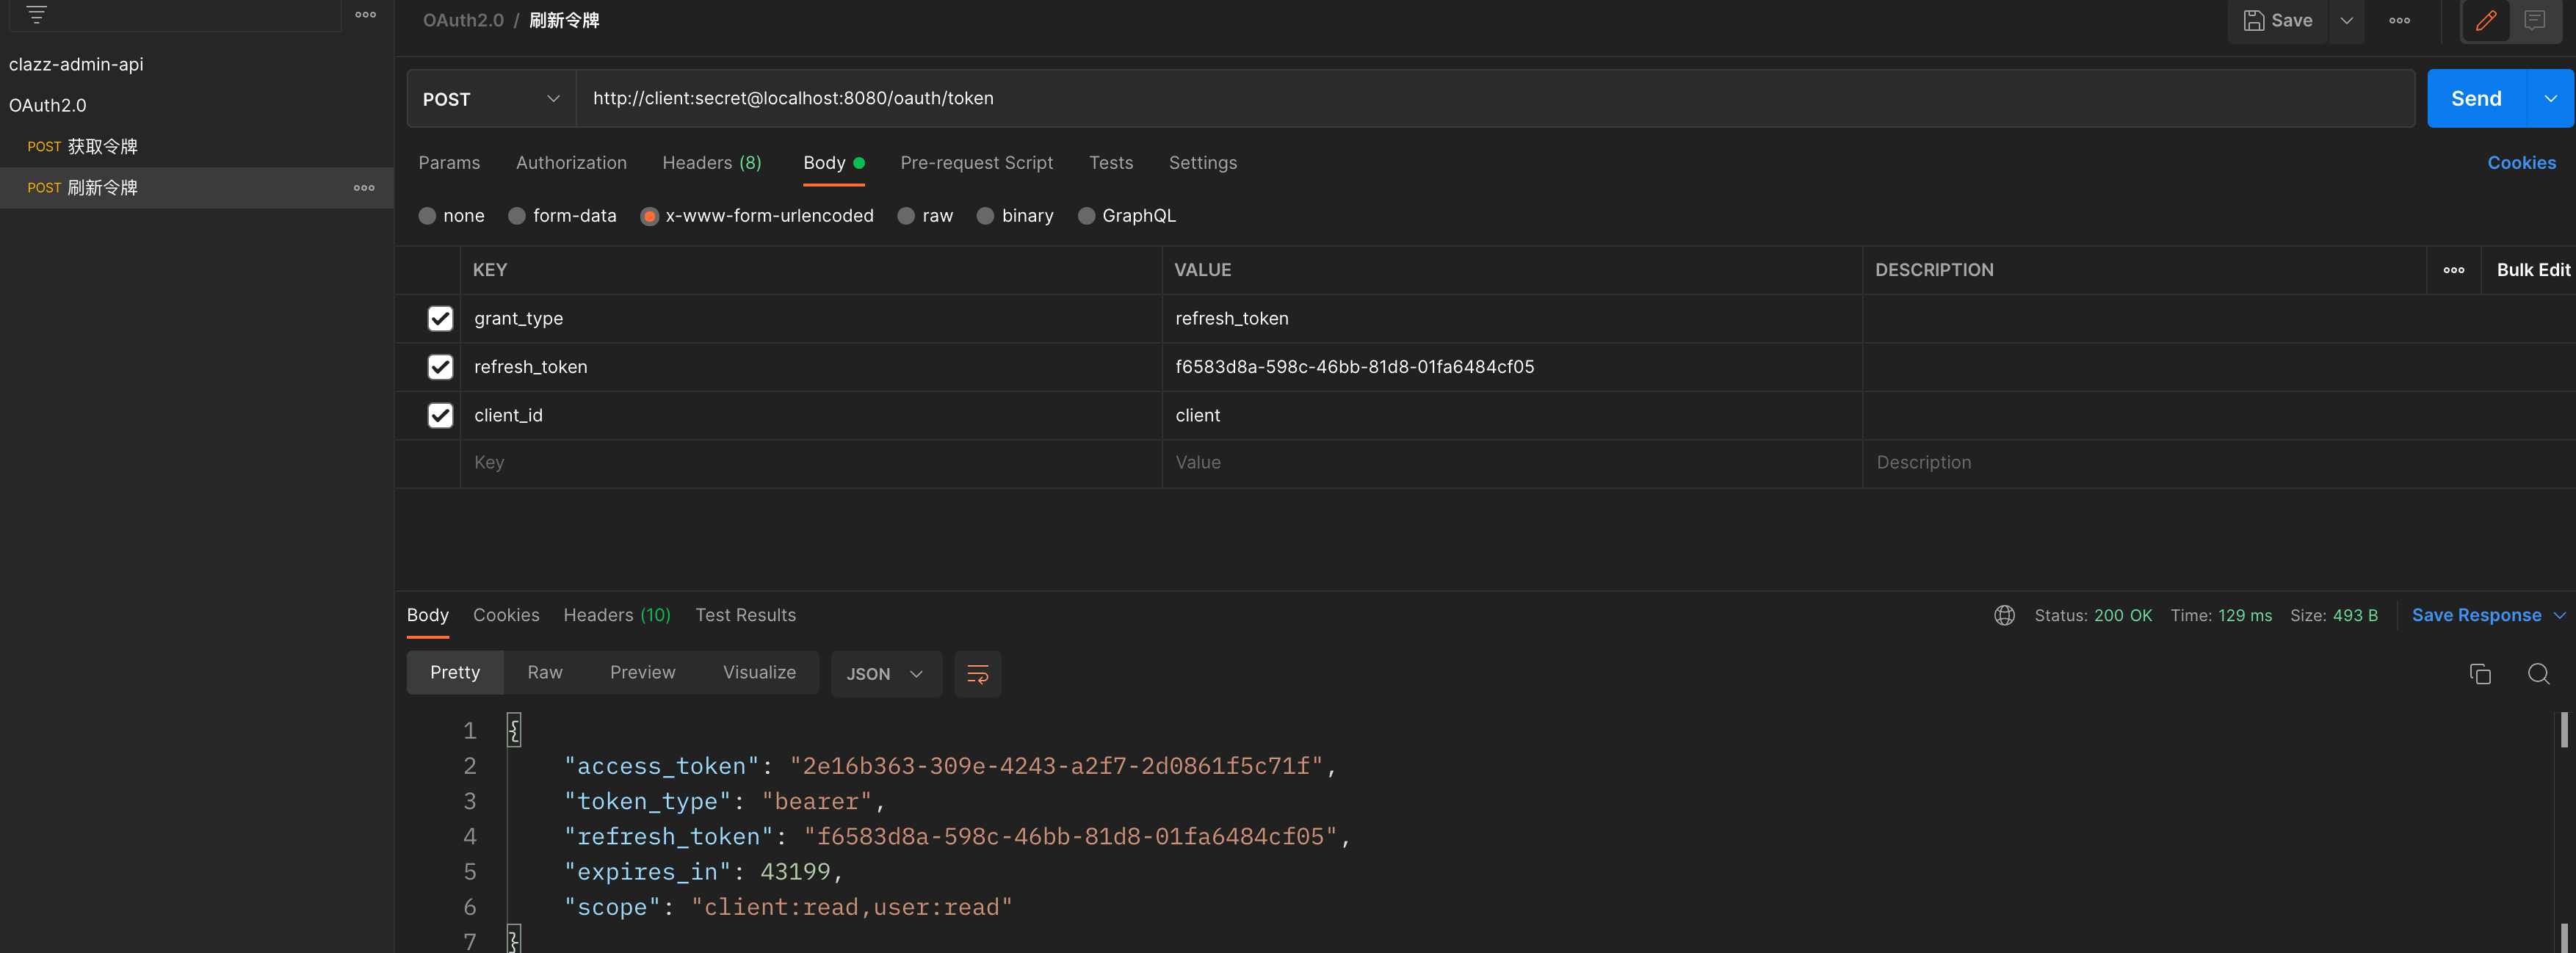 clazz-admin-api
OAuth2.0
POST 获取令牌
POST 刷新令牌
OAuth2.0 / 刷新令牌
Save
POST
http://client:secret@localhost:8080/oauth/token
Send
Params Authorization Headers (8) Body Pre-request Script Tests Settings Cookies
none form-data x-www-form-urlencoded raw binary GraphQL
KEY VALUE DESCRIPTION Bulk Edit
grant_type refresh_token
refresh_token f6583d8a-598c-46bb-81d8-01fa6484cf05
client_id client
Key Value Description
Body Cookies Headers (10) Test Results Status: 200 OK Time: 129 ms Size: 493 B Save Response
Pretty Raw Preview Visualize JSON
1 {
2 "access_token": "2e16b363-309e-4243-a2f7-2d0861f5c71f",
3 "token_type": "bearer",
4 "refresh_token": "f6583d8a-598c-46bb-81d8-01fa6484cf05",
5 "expires_in": 43199,
6 "scope": "client:read,user:read"
7 }